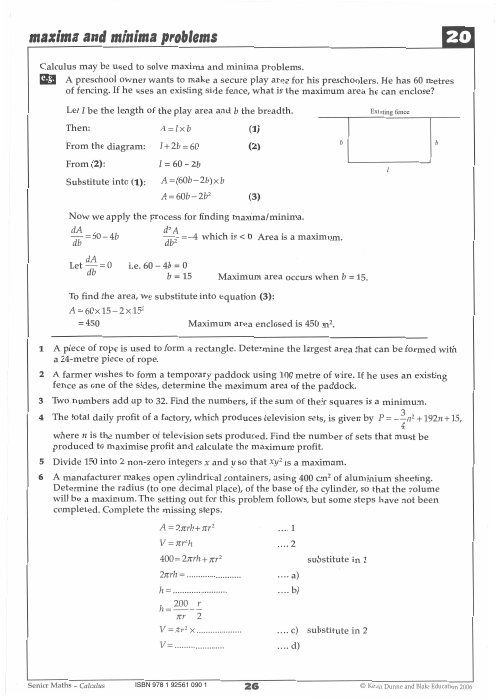 maxima and minima problems
20
Calculus may be used to solve maxima and minima problems.
e.g. A preschool owner wants to make a secure play area for his preschoolers. He has 60 metres
of fencing. If he uses an existing side fence, what is the maximum area he can enclose?
Let l be the length of the play area and b the breadth.
Existing fence
b
b
l
Then: A = l × b (1)
From the diagram: l + 2b = 60 (2)
From (2): l = 60 – 2b
Substitute into (1): A = (60b – 2b) × b
A = 60b – 2b² (3)
Now we apply the process for finding maxima/minima.
dA/db = 60 – 4b d²A/db² = –4 which is < 0 Area is a maximum.
Let dA/db = 0 i.e. 60 – 4b = 0
b = 15 Maximum area occurs when b = 15.
To find the area, we substitute into equation (3):
A = 60 × 15 – 2 × 15²
= 450 Maximum area enclosed is 450 m².
1 A piece of rope is used to form a rectangle. Determine the largest area that can be formed with
a 24-metre piece of rope.
2 A farmer wishes to form a temporary paddock using 100 metre of wire. If he uses an existing
fence as one of the sides, determine the maximum area of the paddock.
3 Two numbers add up to 32. Find the numbers, if the sum of their squares is a minimum.
4 The total daily profit of a factory, which produces television sets, is given by P = –3/4n² + 192n + 15,
where n is the number of television sets produced. Find the number of sets that must be
produced to maximise profit and calculate the maximum profit.
5 Divide 150 into 2 non-zero integers x and y so that xy² is a maximam.
6 A manufacturer makes open cylindrical containers, using 400 cm² of aluminium sheeting.
Determine the radius (to one decimal place), of the base of the cylinder, so that the volume
will be a maximum. The setting out for this problem follows, but some steps have not been
completed. Complete the missing steps.
A = 2πrh + πr² .... 1
V = πr²h .... 2
400 = 2πrh + πr² substitute in 1
2πrh = ........................ .... a)
h = ........................ .... b)
h = 200/πr – r/2
V = πr² × .................... .... c) substitute in 2
V = ........................ .... d)
Senior Maths – Calculus ISBN 978 1 92561 090 1 26 © Kevin Dunne and Blake Education 2006